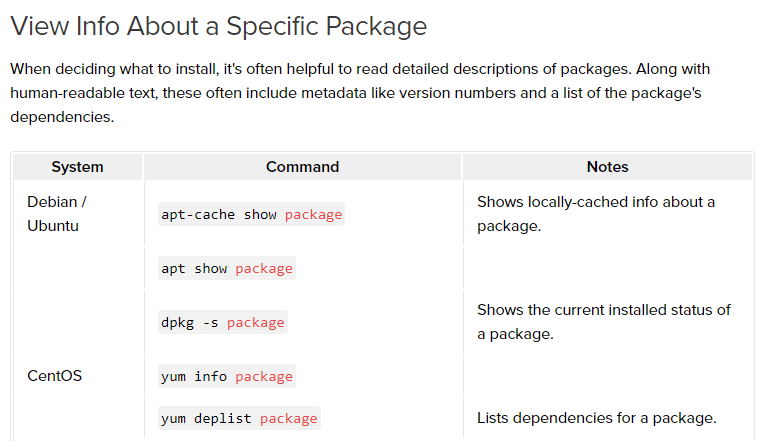 View Info About a Specific Package
When deciding what to install, it's often helpful to read detailed descriptions of packages. Along with
human-readable text, these often include metadata like version numbers and a list of the package's
dependencies.
System Command Notes
Debian / apt-cache show package Shows locally-cached info about a
Ubuntu package.
apt show package
dpkg -s package Shows the current installed status of
a package.
CentOS yum info package
yum deplist package Lists dependencies for a package.